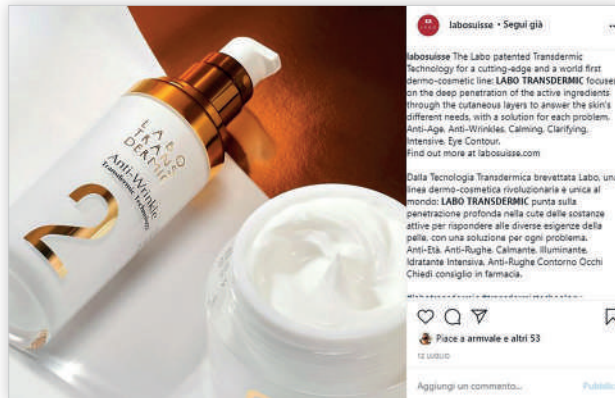 LABO
TRANS
DERMIC
Anti-Wrinkle
Transdermic Technology
2
labosuisse • Segui già
labosuisse The Labo patented Transdermic
Technology for a cutting-edge and a world first
dermo-cosmetic line: LABO TRANSDERMIC focuses
on the deep penetration of the active ingredients
through the cutaneous layers to answer the skin's
different needs, with a solution for each problem.
Anti-Age, Anti-Wrinkles, Calming, Clarifying,
Intensive, Eye Contour.
Find out more at labosuisse.com
Dalla Tecnologia Transdermica brevettata Labo, una
linea dermo-cosmetica rivoluzionaria e unica al
mondo: LABO TRANSDERMIC punta sulla
penetrazione profonda nella cute delle sostanze
attive per rispondere alle diverse esigenze della
pelle, con una soluzione per ogni problema.
Anti-Età, Anti-Rughe, Calmante, Illuminante,
Idratante Intensiva, Anti-Rughe Contorno Occhi
Chiedi consiglio in farmacia.
Piace a armvale e altri 53
12 LUGLIO
Aggiungi un commento...